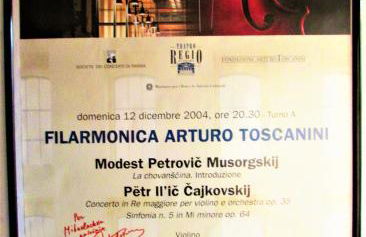 TEATRO
REGIO
SOCIETÀ DEI CONCERTI DI PARMA
FONDAZIONE ARTURO TOSCANINI
domenica 12 dicembre 2004, ore 20.30 - Turno A
FILARMONICA ARTURO TOSCANINI
Modest Petrovič Musorgskij
La chovanščina. Introduzione
Pëtr Il'ič Čajkovskij
Concerto in Re maggiore per violino e orchestra op. 35
Sinfonia n. 5 in Mi minore op. 64
Per
Violino